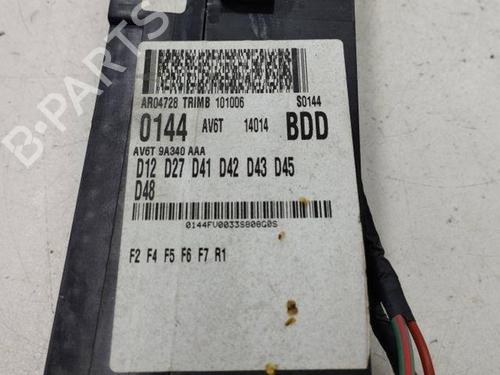 AR04728 TRIMB 101006 S0144
0144 AV6T 14014 BDD
AV6T 9A340 AAA
D12 D27 D41 D42 D43 D45
D48
0144FU0033S808G0S
F2 F4 F5 F6 F7 R1
B-PARTS